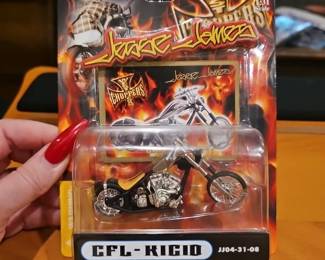 Jesse James
CHOPPERS
Jesse James
CFL-RIGID
JJ04-31-08